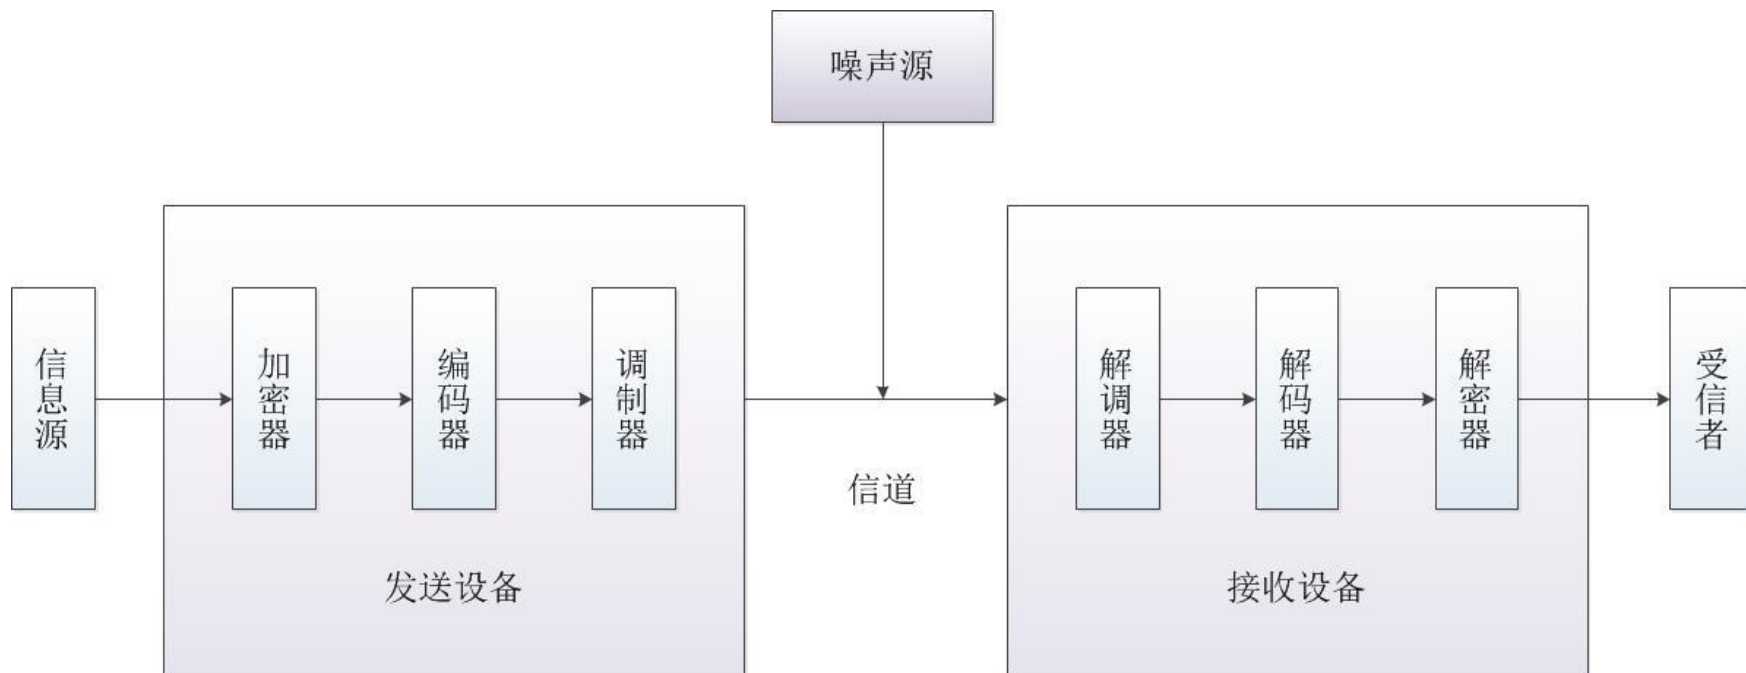 噪声源
信息源
加密器
编码器
调制器
解调器
解码器
解密器
受信者
信道
发送设备
接收设备